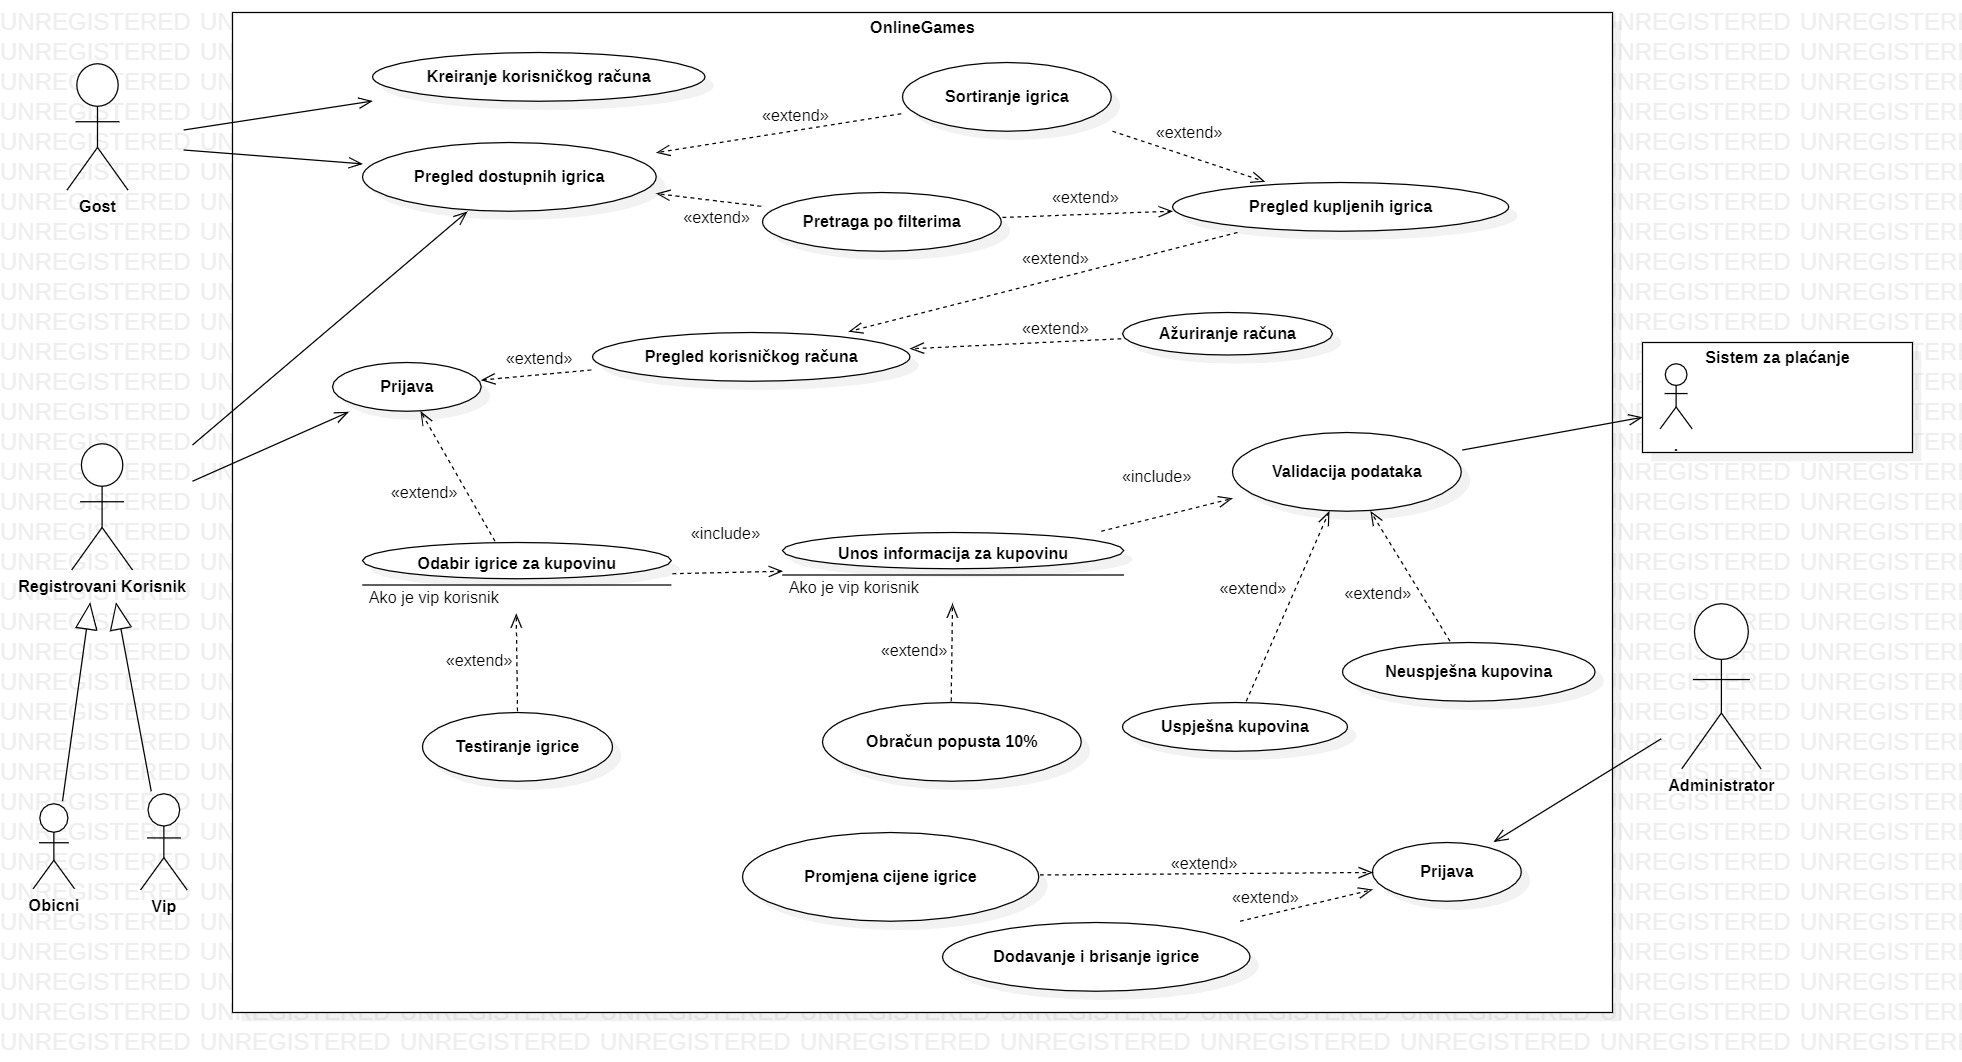 OnlineGames
Kreiranje korisničkog računa
Sortiranje igrica
«extend»
«extend»
Pregled dostupnih igrica
Gost
«extend»
Pretraga po filterima
«extend»
Pregled kupljenih igrica
«extend»
Ažuriranje računa
«extend»
Pregled korisničkog računa
«extend»
Prijava
Sistem za plaćanje
Validacija podataka
«include»
«extend»
«include»
Odabir igrice za kupovinu
Ako je vip korisnik
Unos informacija za kupovinu
Ako je vip korisnik
Registrovani Korisnik
«extend»
«extend»
«extend»
«extend»
Neuspješna kupovina
Uspješna kupovina
Testiranje igrice
Obračun popusta 10%
Administrator
Obicni
Vip
Promjena cijene igrice
«extend»
Prijava
«extend»
Dodavanje i brisanje igrice
UNREGISTERED UNREGISTERED UNREGISTERED UNREGISTERED UNREGISTERED UNREGISTERED UNREGISTERED UNREGISTERED UNREGISTERED UNREGISTERI